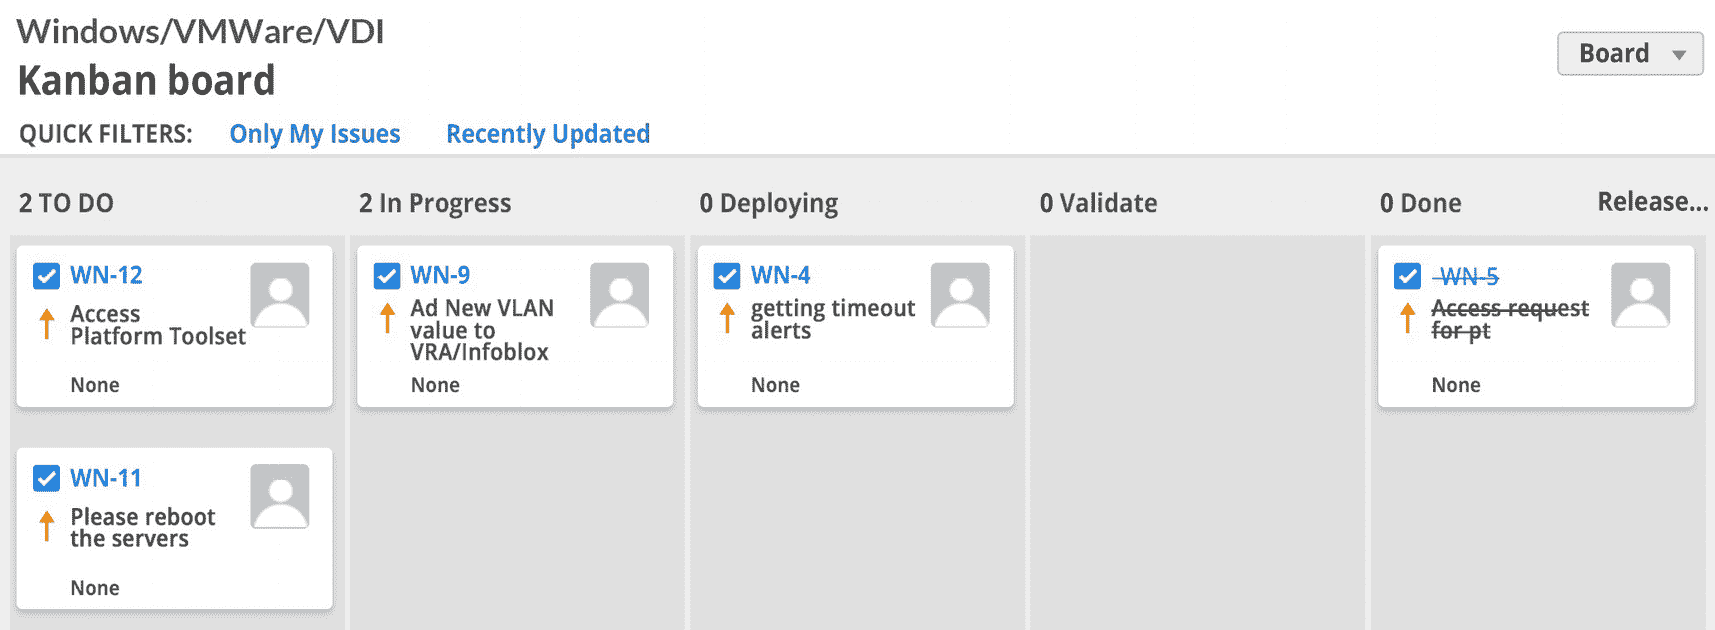 Windows/VMWare/VDI
Kanban board
Board
QUICK FILTERS: Only My Issues Recently Updated
2 TO DO
2 In Progress
0 Deploying
0 Validate
0 Done
Release...
WN-12
Access
Platform Toolset
None
WN-11
Please reboot
the servers
None
WN-9
Ad New VLAN
value to
VRA/Infoblox
None
WN-4
getting timeout
alerts
None
WN-5
Access request
for pt
None